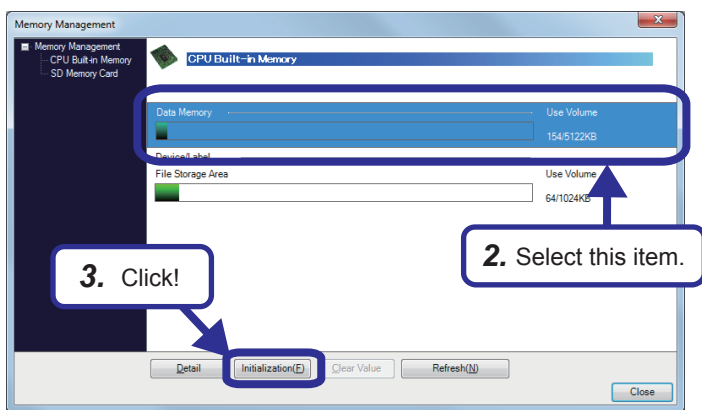 Memory Management
Memory Management
CPU Built-in Memory
SD Memory Card
CPU Built-in Memory
Data Memory
Use Volume
154/5122KB
Device/Label
File Storage Area
Use Volume
64/1024KB
2. Select this item.
3. Click!
Detail
Initialization(F)
Clear Value
Refresh(N)
Close